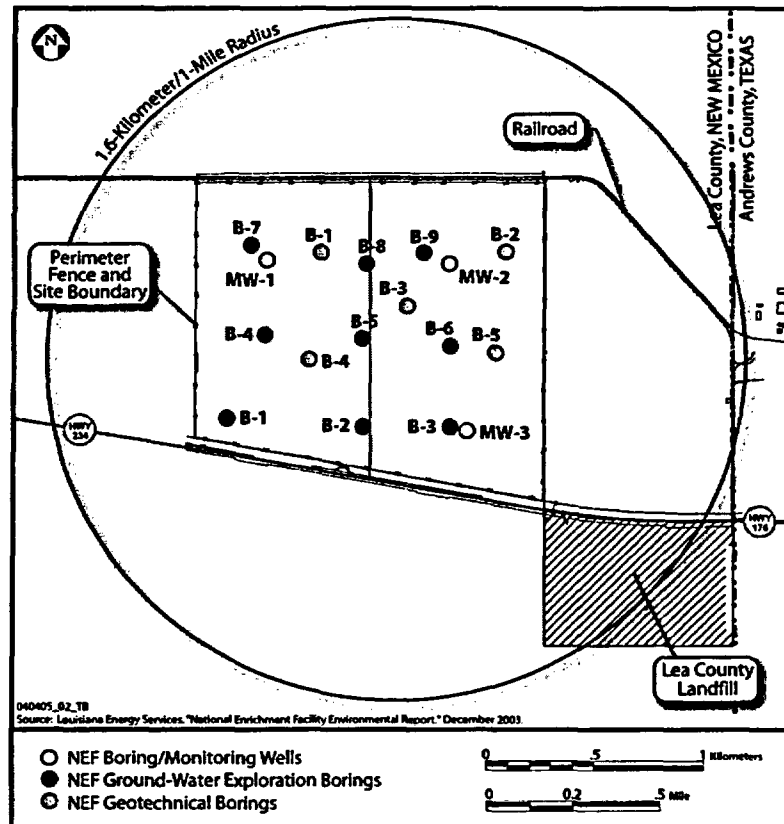 N
1.6-Kilometer/1-Mile Radius
Lea County, NEW MEXICO
Andrews County, TEXAS
Railroad
Perimeter
Fence and
Site Boundary
B-7
B-1
B-8
B-9
B-2
MW-1
MW-2
B-3
B-4
B-5
B-6
B-5
B-4
B-1
B-2
B-3
MW-3
HWY
234
HWY
176
Lea County
Landfill
040405_02_TB
Source: Louisiana Energy Services. "National Enrichment Facility Environmental Report." December 2003.
NEF Boring/Monitoring Wells
NEF Ground-Water Exploration Borings
NEF Geotechnical Borings
0 .5 1 Kilometers
0 0.2 .5 Mile